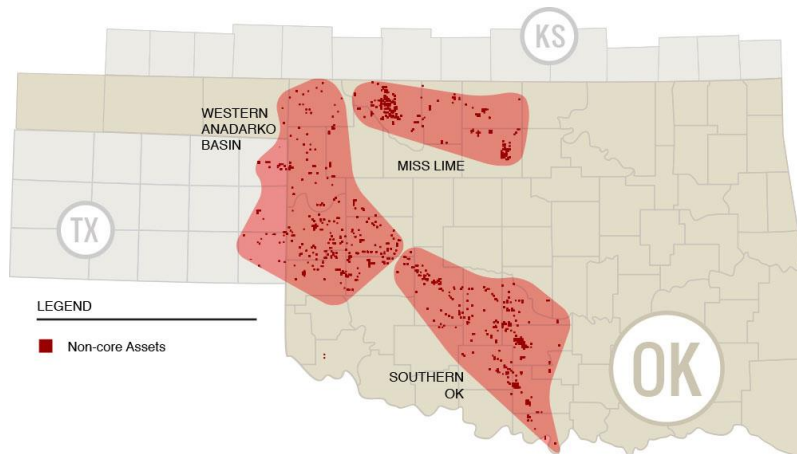 KS
WESTERN
ANADARKO
BASIN
MISS LIME
TX
LEGEND
Non-core Assets
SOUTHERN
OK
OK